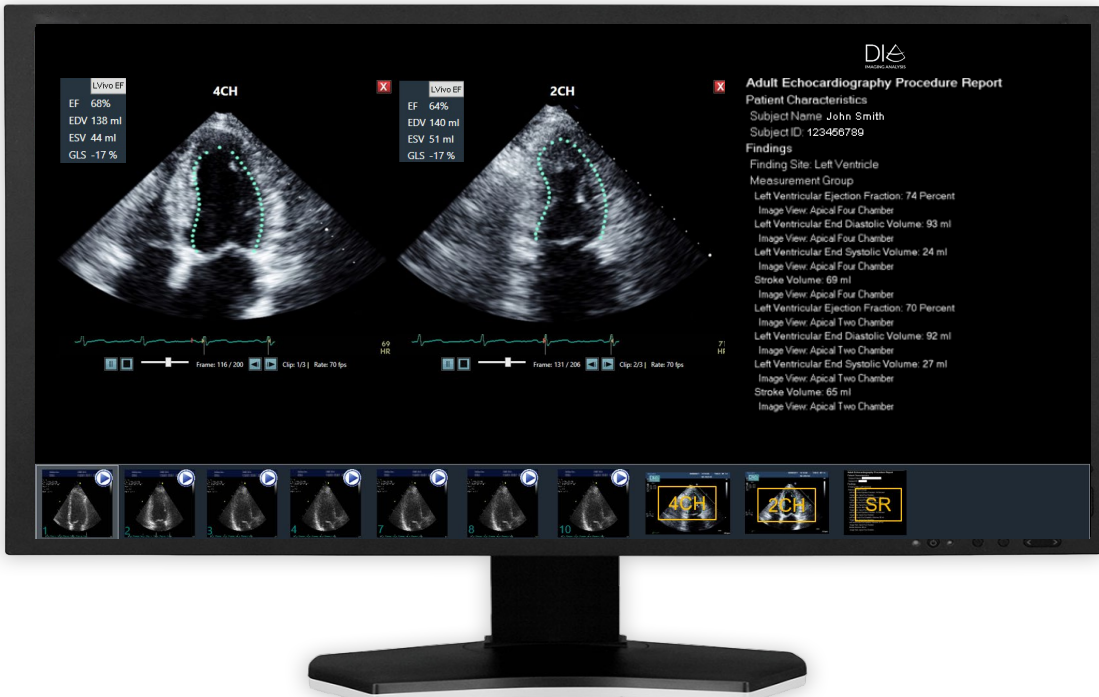 DIA
IMAGING ANALYSIS
LVivo EF
EF 68%
EDV 138 ml
ESV 44 ml
GLS -17 %
4CH
X
69
HR
Frame: 116 / 200
Clip: 1/3 | Rate: 70 fps
LVivo EF
EF 64%
EDV 140 ml
ESV 51 ml
GLS -17 %
2CH
X
HR
Frame: 131 / 206
Clip: 2/3 | Rate: 70 fps
Adult Echocardiography Procedure Report
Patient Characteristics
Subject Name John Smith
Subject ID: 123456789
Findings
Finding Site: Left Ventricle
Measurement Group
Left Ventricular Ejection Fraction: 74 Percent
Image View: Apical Four Chamber
Left Ventricular End Diastolic Volume: 93 ml
Image View: Apical Four Chamber
Left Ventricular End Systolic Volume: 24 ml
Image View: Apical Four Chamber
Stroke Volume: 69 ml
Image View: Apical Four Chamber
Left Ventricular Ejection Fraction: 70 Percent
Image View: Apical Two Chamber
Left Ventricular End Diastolic Volume: 92 ml
Image View: Apical Two Chamber
Left Ventricular End Systolic Volume: 27 ml
Image View: Apical Two Chamber
Stroke Volume: 65 ml
Image View: Apical Two Chamber
1
2
3
4
7
8
10
4CH
2CH
SR